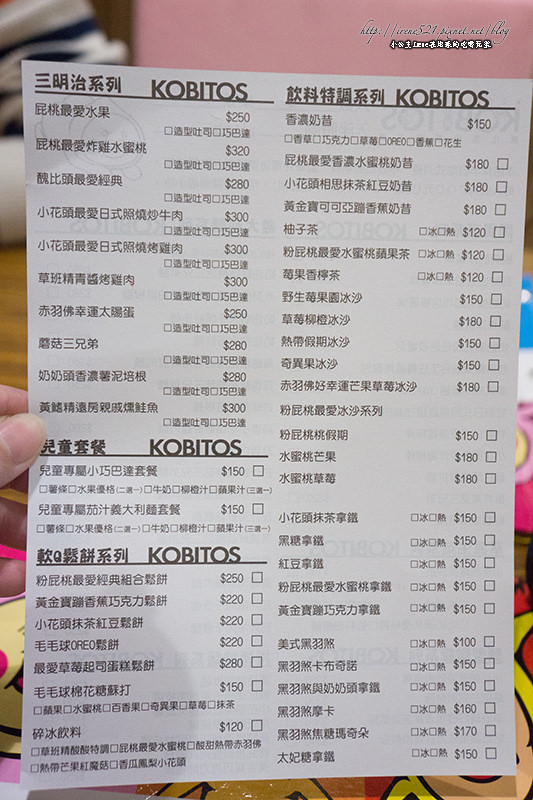 http://irene521.pixnet.net/blog
小公主Irene在地球的吃喝玩樂
三明治系列 KOBITOS
屁桃最愛水果 $250
□造型吐司□巧巴達
屁桃最愛炸雞水蜜桃 $320
□造型吐司□巧巴達
醜比頭最愛經典 $280
□造型吐司□巧巴達
小花頭最愛日式照燒炒牛肉 $300
□造型吐司□巧巴達
小花頭最愛日式照燒烤雞肉 $300
□造型吐司□巧巴達
草班精青醬烤雞肉 $300
□造型吐司□巧巴達
赤羽佛幸運太陽蛋 $250
□造型吐司□巧巴達
蘑菇三兄弟 $280
□造型吐司□巧巴達
奶奶頭香濃薯泥培根 $280
□造型吐司□巧巴達
黃鰭精遠房親戚燻鮭魚 $300
□造型吐司□巧巴達
兒童套餐 KOBITOS
兒童專屬小巧巴達套餐 $150 □
□薯條□水果優格(二選一)□牛奶□柳橙汁□蘋果汁(三選一)
兒童專屬茄汁義大利麵套餐 $150 □
□薯條□水果優格(二選一)□牛奶□柳橙汁□蘋果汁(三選一)
軟Q鬆餅系列 KOBITOS
粉屁桃最愛經典組合鬆餅 $250 □
黃金寶蹦香蕉巧克力鬆餅 $220 □
小花頭抹茶紅豆鬆餅 $220 □
毛毛球OREO鬆餅 $220 □
最愛草莓起司蛋糕鬆餅 $280 □
毛毛球棉花糖蘇打 $150 □
□蘋果□水蜜桃□百香果□奇異果□草莓□抹茶
碎冰飲料 $120 □
□草班精酸酸特調□屁桃最愛水蜜桃□酸甜熱帶赤羽佛
□熱帶芒果紅魔菇□香瓜鳳梨小花頭
飲料特調系列 KOBITOS
香濃奶昔 $150
□香草□巧克力□草莓□OREO□香蕉□花生
屁桃最愛香濃水蜜桃奶昔 $180 □
小花頭相思抹茶紅豆奶昔 $180 □
黃金寶可可亞蹦香蕉奶昔 $180 □
柚子茶 □冰□熱 $120 □
粉屁桃最愛水蜜桃蘋果茶 □冰□熱 $120 □
莓果香檸茶 □冰□熱 $120 □
野生莓果園冰沙 $150 □
草莓柳橙冰沙 $180 □
熱帶假期冰沙 $150 □
奇異果冰沙 $150 □
赤羽佛好幸運芒果草莓冰沙 $180 □
粉屁桃最愛冰沙系列
粉屁桃桃假期 $150 □
水蜜桃芒果 $180 □
水蜜桃草莓 $180 □
小花頭抹茶拿鐵 □冰□熱 $150 □
黑糖拿鐵 □冰□熱 $150 □
紅豆拿鐵 □冰□熱 $150 □
粉屁桃最愛水蜜桃拿鐵 □冰□熱 $150 □
黃金寶蹦巧克力拿鐵 □冰□熱 $150 □
美式黑羽煞 □冰□熱 $100 □
黑羽煞卡布奇諾 □冰□熱 $150 □
黑羽煞與奶奶頭拿鐵 □冰□熱 $150 □
黑羽煞摩卡 □冰□熱 $160 □
黑羽煞焦糖瑪奇朵 □冰□熱 $170 □
太妃糖拿鐵 □冰□熱 $150 □